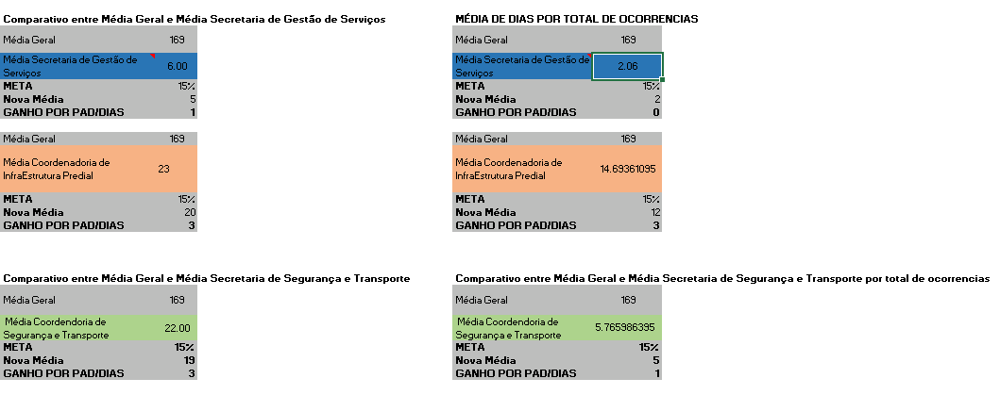 Comparativo entre Média Geral e Média Secretaria de Gestão de Serviços
Média Geral 169
Média Secretaria de Gestão de Serviços 6.00
META 15%
Nova Média 5
GANHO POR PAD/DIAS 1
Média Geral 169
Média Coordenadoria de InfraEstrutura Predial 23
META 15%
Nova Média 20
GANHO POR PAD/DIAS 3
Comparativo entre Média Geral e Média Secretaria de Segurança e Transporte
Média Geral 169
Média Coordendoria de Segurança e Transporte 22.00
META 15%
Nova Média 19
GANHO POR PAD/DIAS 3
MÉDIA DE DIAS POR TOTAL DE OCORRENCIAS
Média Geral 169
Média Secretaria de Gestão de Serviços 2.06
META 15%
Nova Média 2
GANHO POR PAD/DIAS 0
Média Geral 169
Média Coordenadoria de InfraEstrutura Predial 14.69361095
META 15%
Nova Média 12
GANHO POR PAD/DIAS 3
Comparativo entre Média Geral e Média Secretaria de Segurança e Transporte por total de ocorrencias
Média Geral 169
Média Coordendoria de Segurança e Transporte 5.765986395
META 15%
Nova Média 5
GANHO POR PAD/DIAS 1